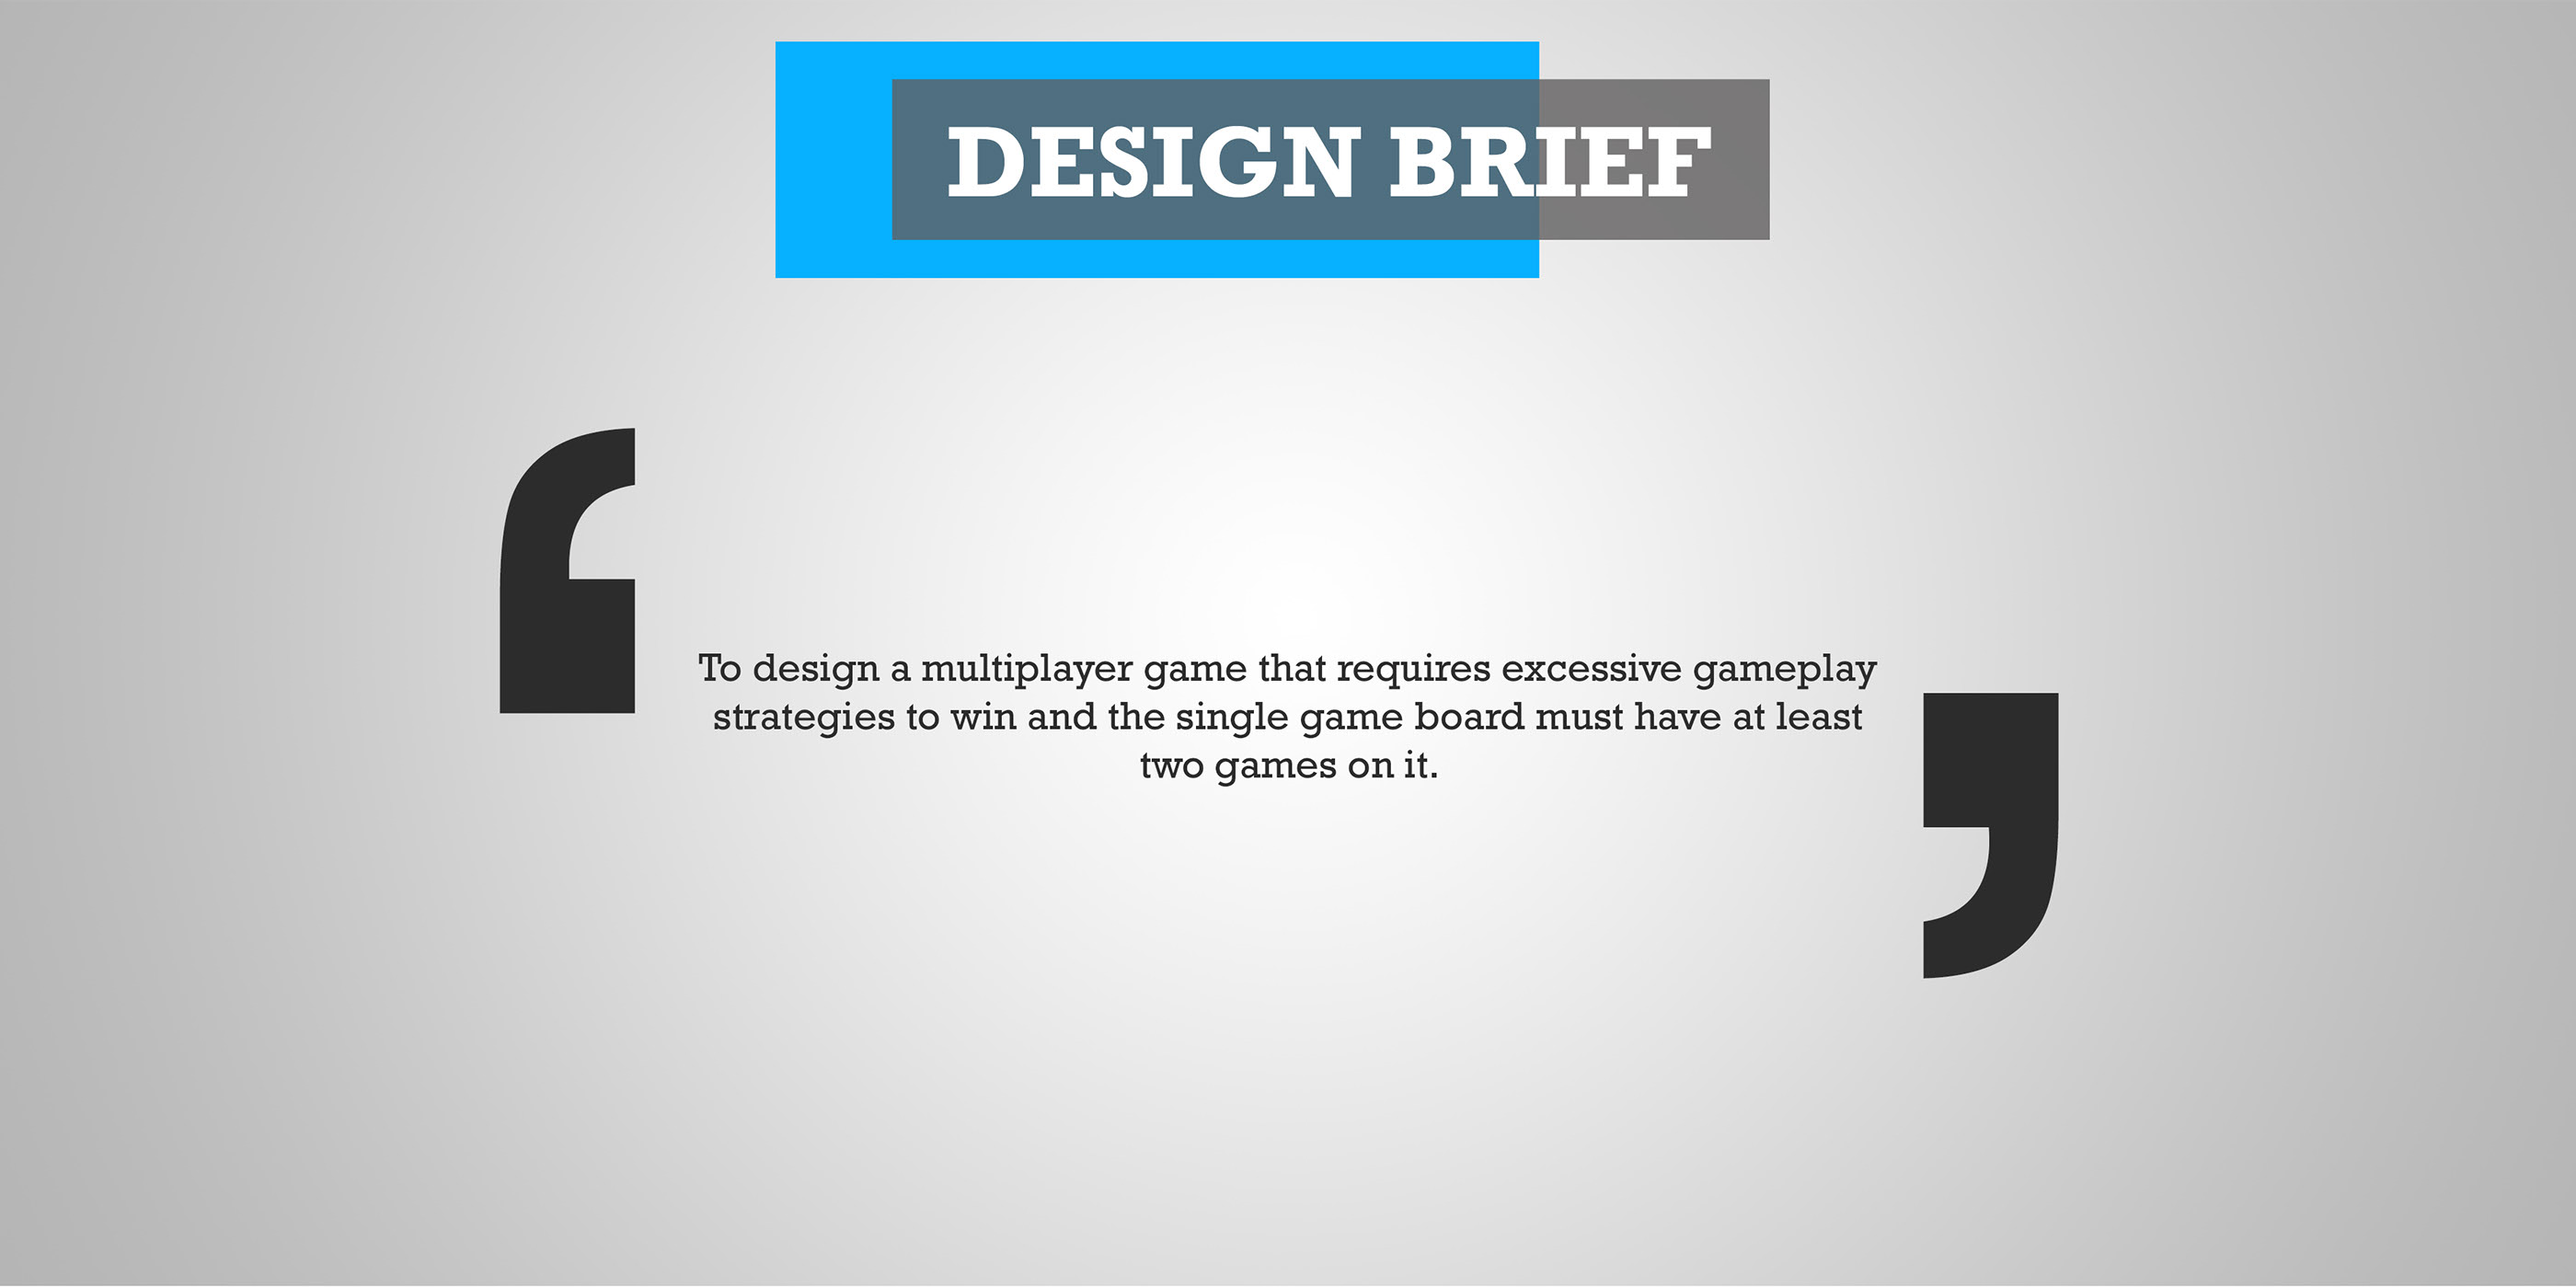 DESIGN BRIEF
‘
To design a multiplayer game that requires excessive gameplay
strategies to win and the single game board must have at least
two games on it.
’